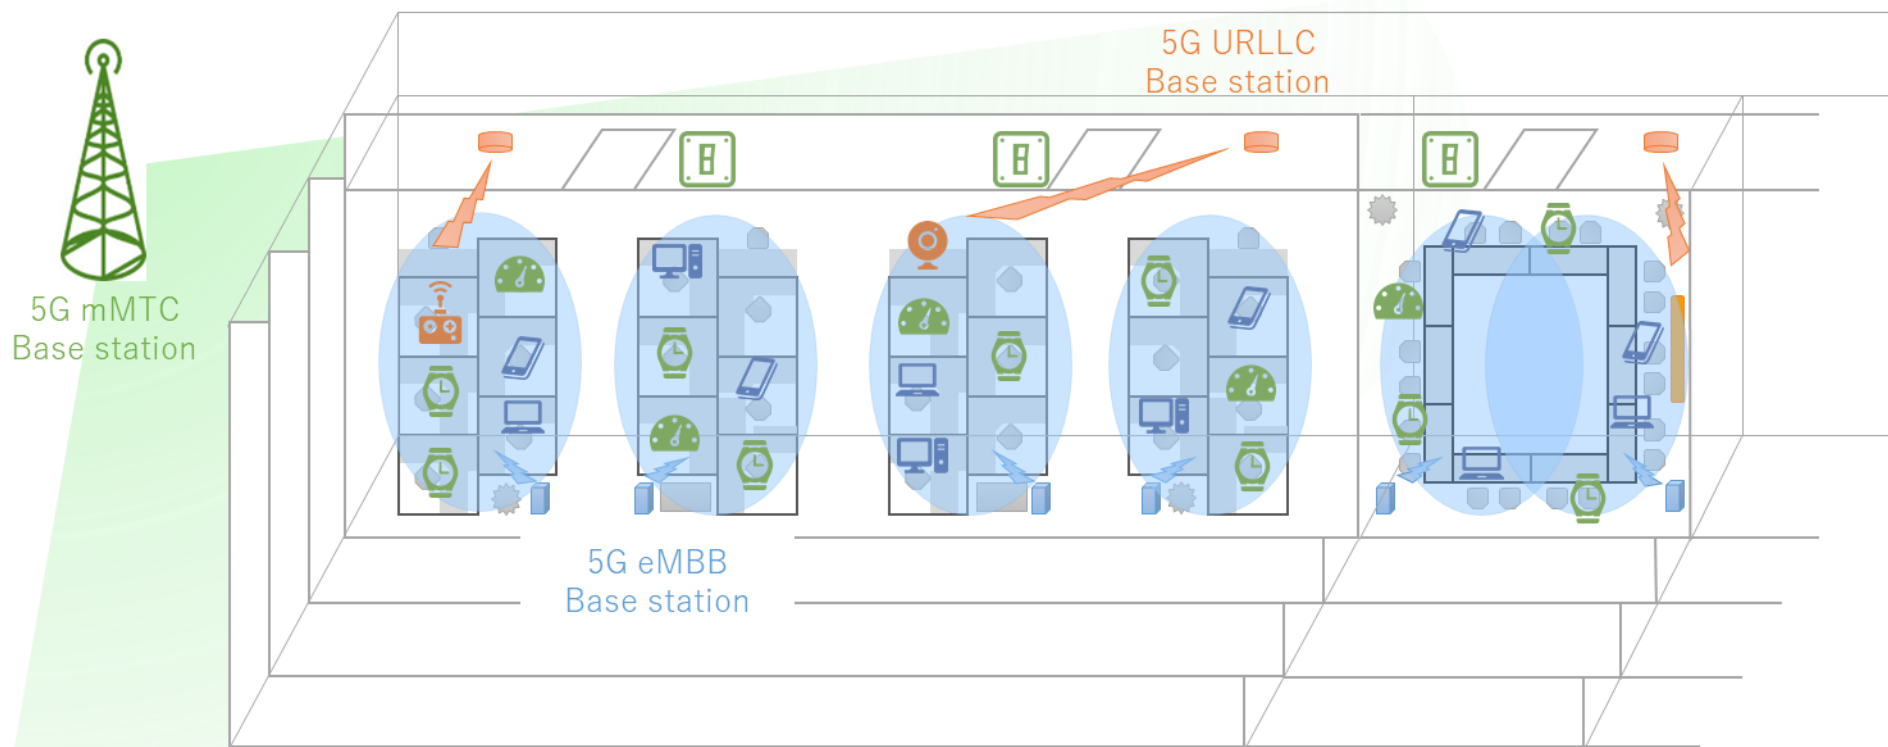 5G URLLC
Base station
5G mMTC
Base station
5G eMBB
Base station